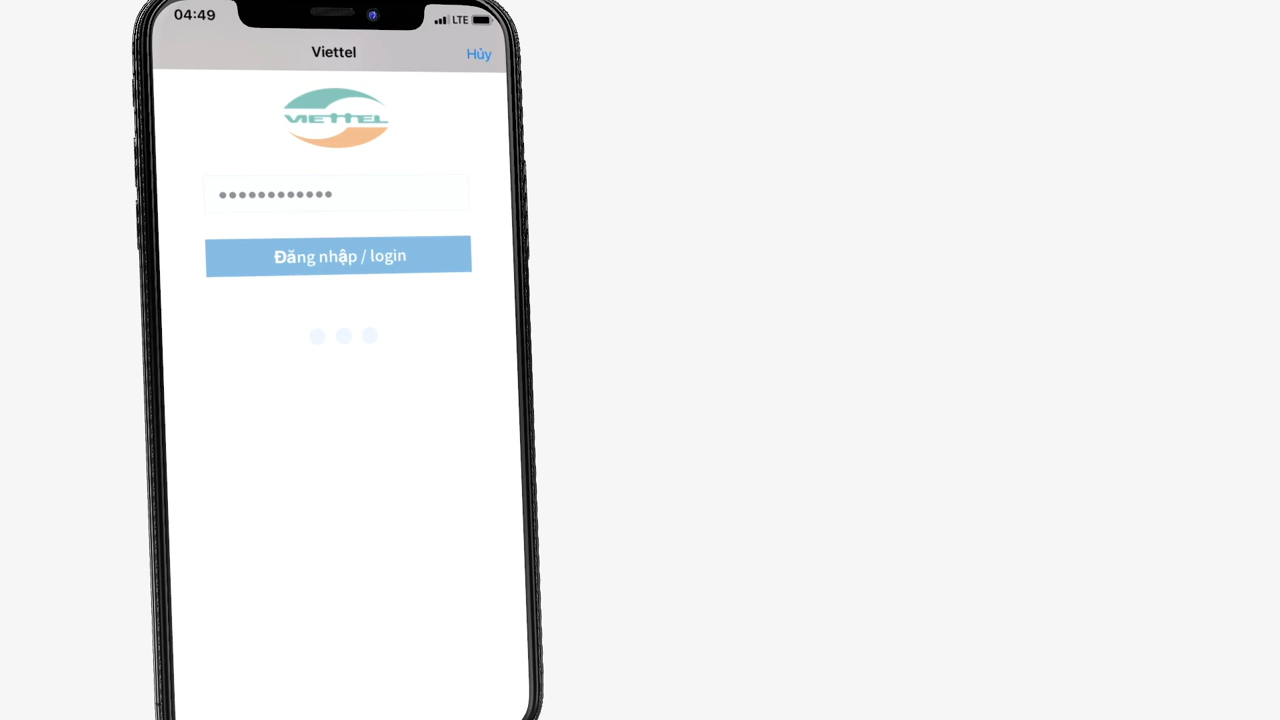 04:49
LTE
Viettel
Hủy
VIETTEL
••••••••••••
Đăng nhập / login